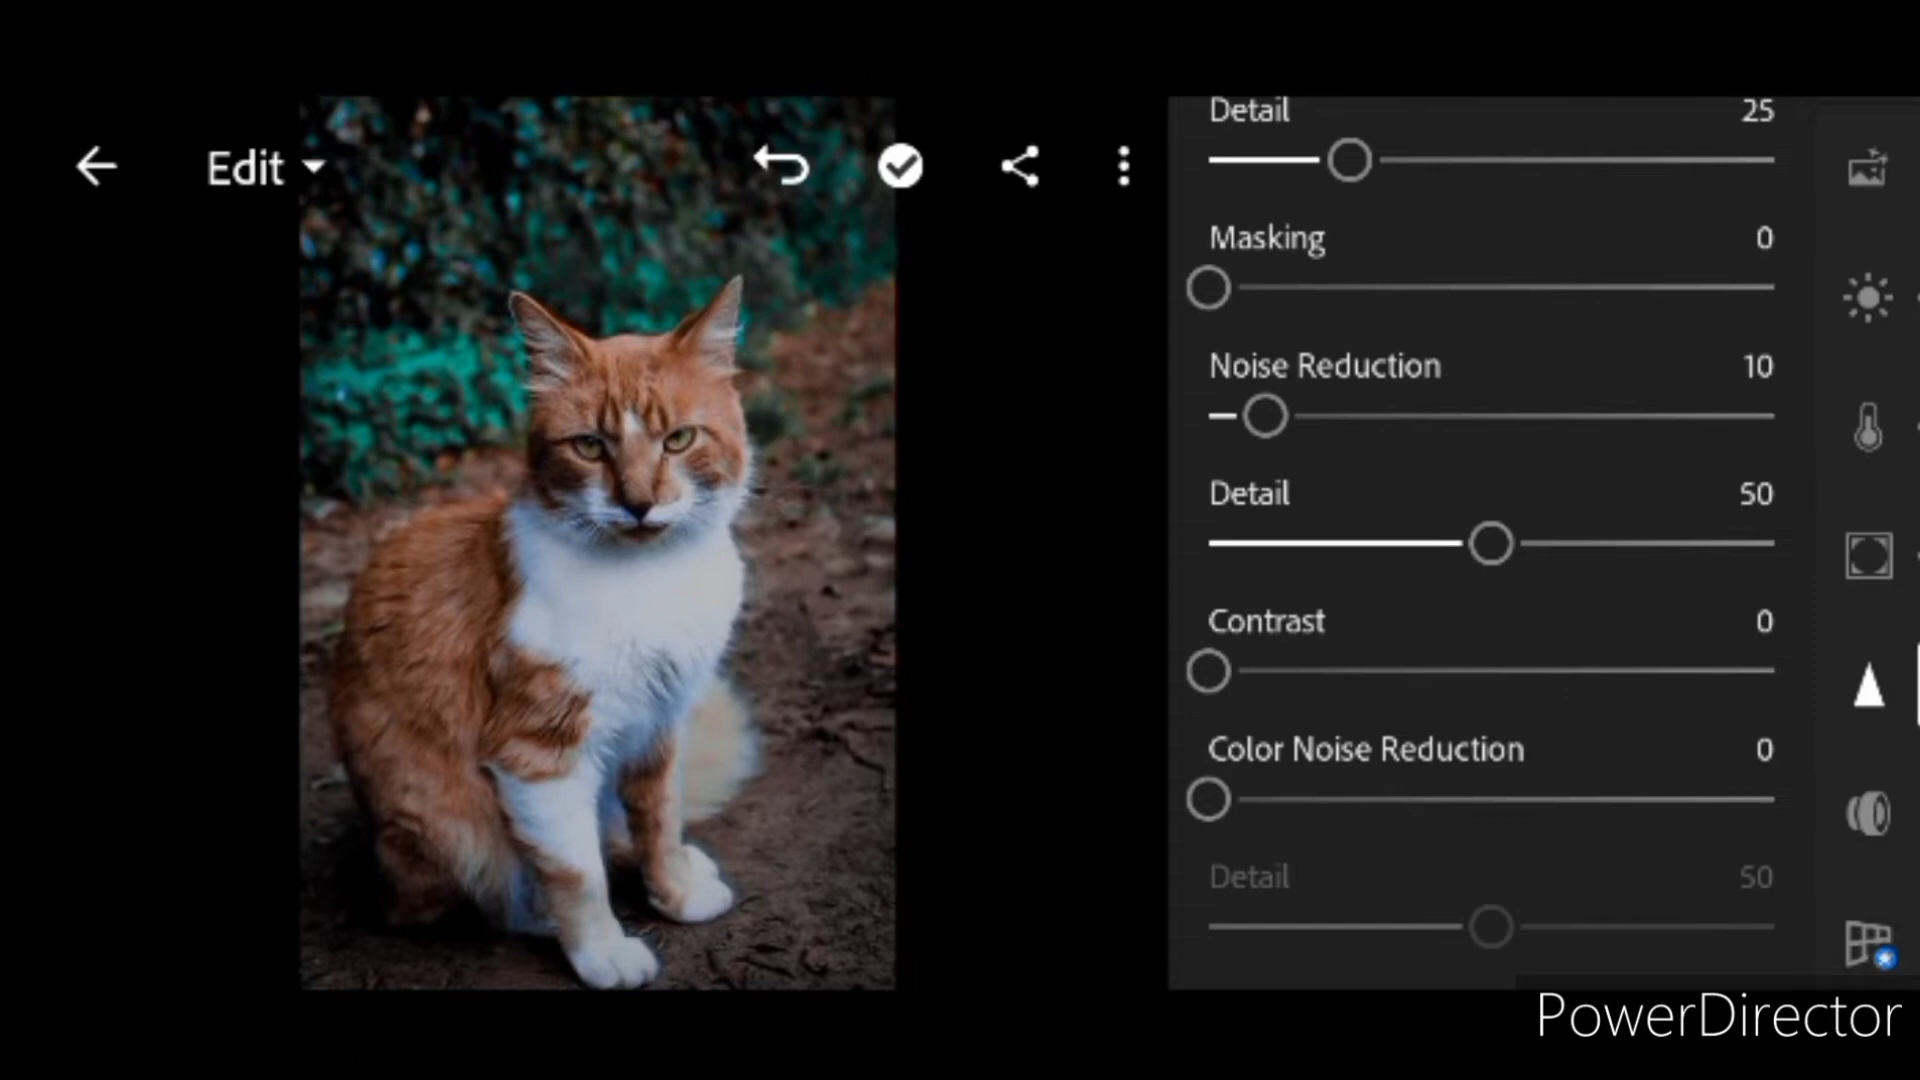 Edit
Detail 25
Masking 0
Noise Reduction 10
Detail 50
Contrast 0
Color Noise Reduction 0
Detail 50
PowerDirector